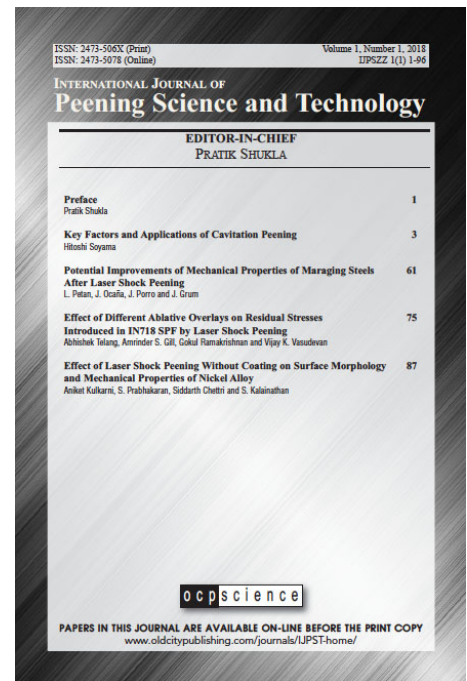 ISSN: 2473-506X (Print)
Volume 1, Number 1, 2018
ISSN: 2473-5078 (Online)
IJPSZZ 1(1) 1-96
INTERNATIONAL JOURNAL OF
Peening Science and Technology
EDITOR-IN-CHIEF
PRATIK SHUKLA
Preface 1
Pratik Shukla
Key Factors and Applications of Cavitation Peening 3
Hitoshi Soyama
Potential Improvements of Mechanical Properties of Maraging Steels 61
After Laser Shock Peening
L. Petan, J. Ocaña, J. Porro and J. Grum
Effect of Different Ablative Overlays on Residual Stresses 75
Introduced in IN718 SPF by Laser Shock Peening
Abhishek Telang, Amrinder S. Gill, Gokul Ramakrishnan and Vijay K. Vasudevan
Effect of Laser Shock Peening Without Coating on Surface Morphology 87
and Mechanical Properties of Nickel Alloy
Aniket Kulkarni, S. Prabhakaran, Siddarth Chettri and S. Kalainathan
ocpscience
PAPERS IN THIS JOURNAL ARE AVAILABLE ON-LINE BEFORE THE PRINT COPY
www.oldcitypublishing.com/journals/IJPST-home/